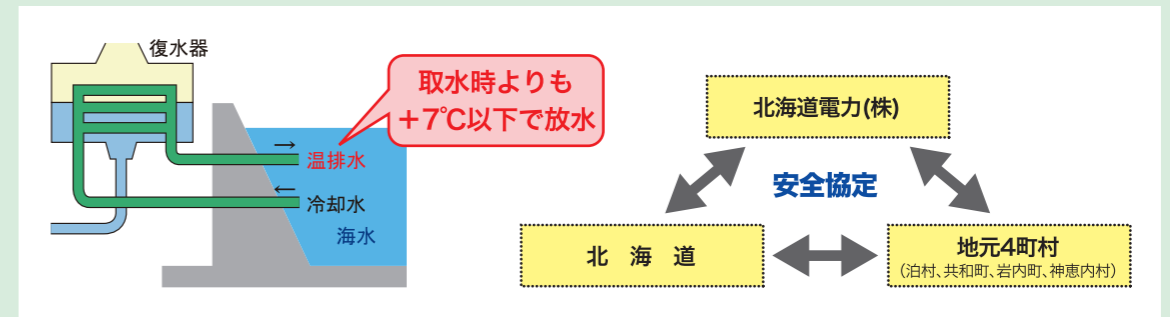 復水器
取水時よりも
+7℃以下で放水
→
温排水
←
冷却水
海水
北海道電力(株)
安全協定
北 海 道
地元4町村
(泊村、共和町、岩内町、神恵内村)